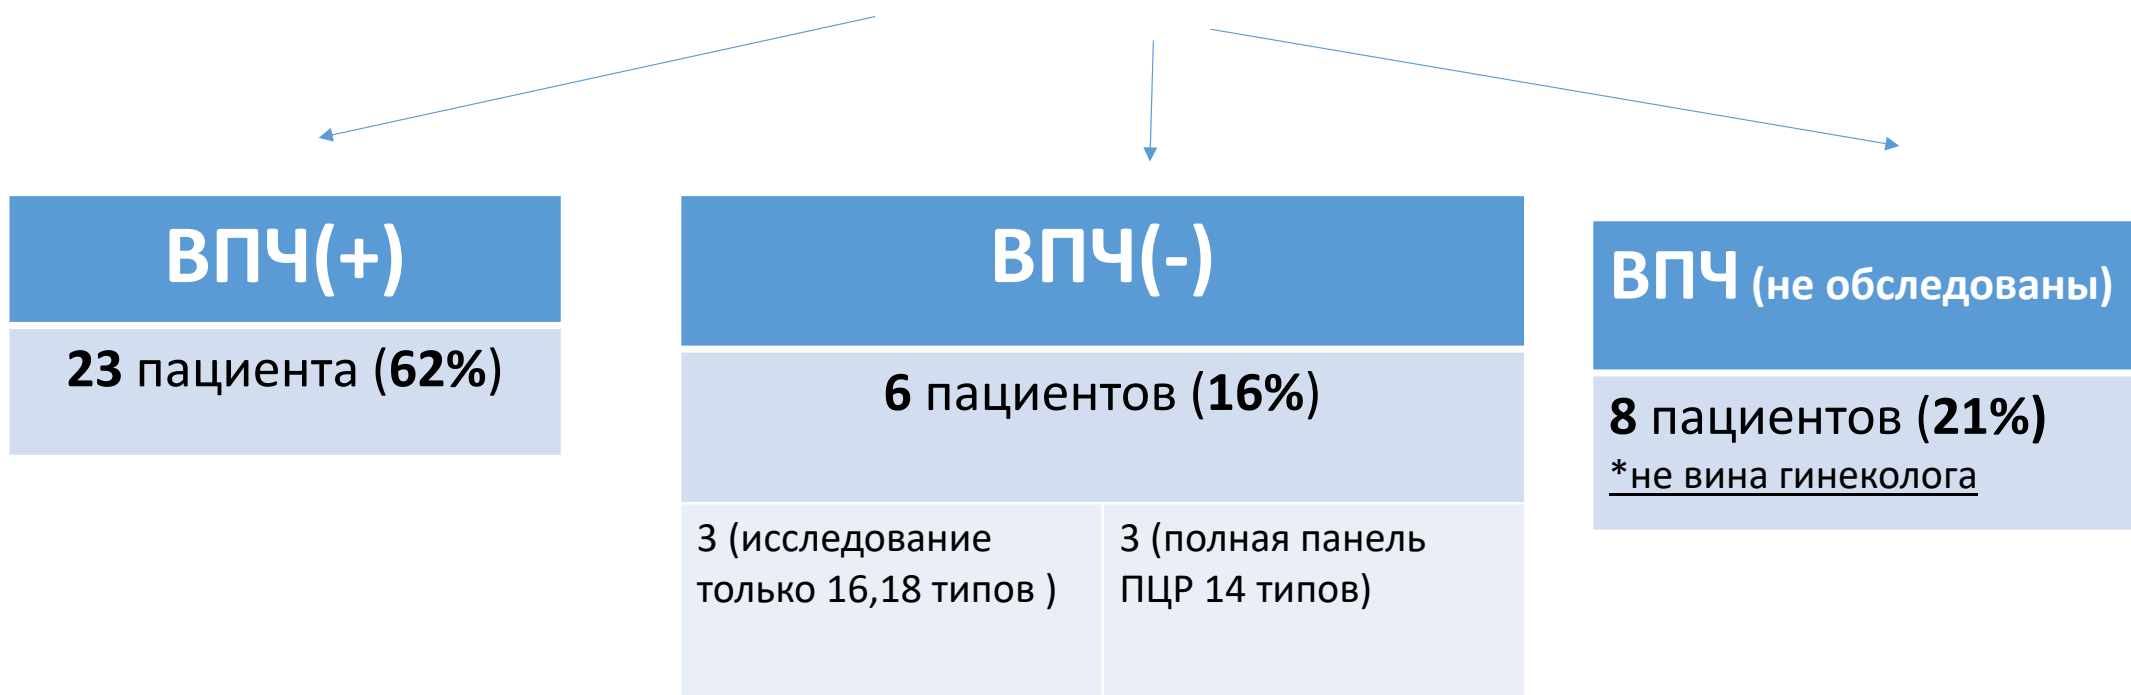 ВПЧ(+)
23 пациента (62%)
ВПЧ(-)
6 пациентов (16%)
3 (исследование
только 16,18 типов )
3 (полная панель
ПЦР 14 типов)
ВПЧ (не обследованы)
8 пациентов (21%)
*не вина гинеколога